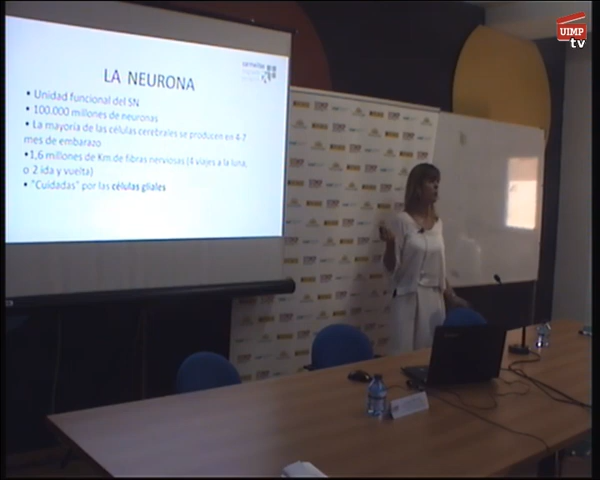 UIMP
tv
LA NEURONA
• Unidad funcional del SN
• 100.000 millones de neuronas
• La mayoría de las células cerebrales se producen en 4-7
mes de embarazo
•1,6 millones de Km.de fibras nerviosas (4 viajes a la luna,
o 2 ida y vuelta)
• "Cuidadas" por las células gliales